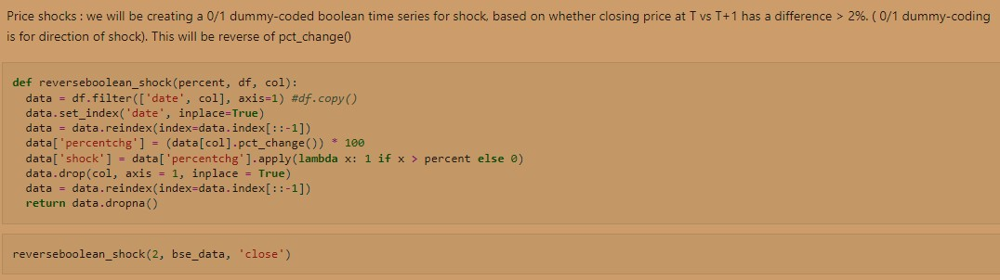 Price shocks : we will be creating a 0/1 dummy-coded boolean time series for shock, based on whether closing price at T vs T+1 has a difference > 2%. ( 0/1 dummy-coding
is for direction of shock). This will be reverse of pct_change()
def reverseboolean_shock(percent, df, col):
  data = df.filter(['date', col], axis=1) #df.copy()
  data.set_index('date', inplace=True)
  data = data.reindex(index=data.index[::-1])
  data['percentchg'] = (data[col].pct_change()) * 100
  data['shock'] = data['percentchg'].apply(lambda x: 1 if x > percent else 0)
  data.drop(col, axis = 1, inplace = True)
  data = data.reindex(index=data.index[::-1])
  return data.dropna()
reverseboolean_shock(2, bse_data, 'close')